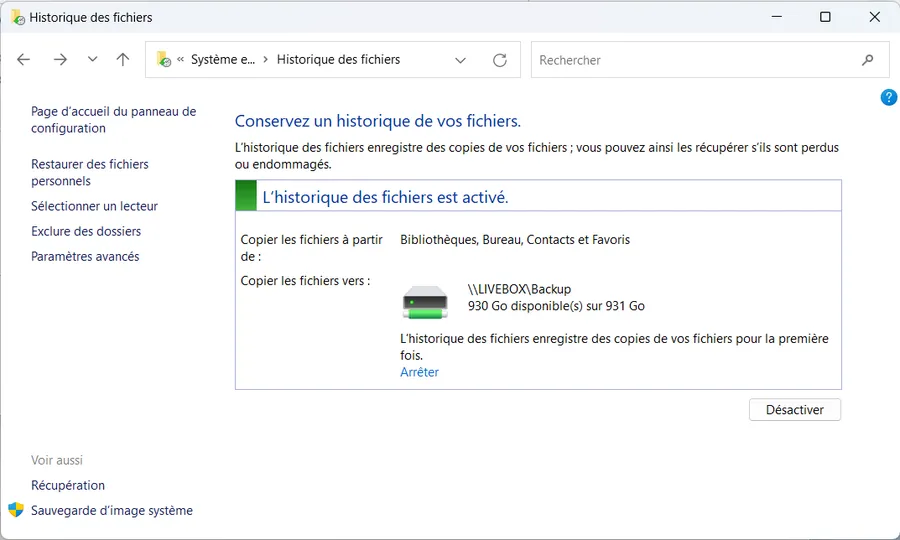 Historique des fichiers
« Système e... > Historique des fichiers
Rechercher
?
Page d'accueil du panneau de
configuration
Restaurer des fichiers
personnels
Sélectionner un lecteur
Exclure des dossiers
Paramètres avancés
Conservez un historique de vos fichiers.
L'historique des fichiers enregistre des copies de vos fichiers ; vous pouvez ainsi les récupérer s'ils sont perdus
ou endommagés.
L'historique des fichiers est activé.
Copier les fichiers à partir
de :
Bibliothèques, Bureau, Contacts et Favoris
Copier les fichiers vers :
\\LIVEBOX\Backup
930 Go disponible(s) sur 931 Go
L'historique des fichiers enregistre des copies de vos fichiers pour la première
fois.
Arrêter
Désactiver
Voir aussi
Récupération
Sauvegarde d'image système